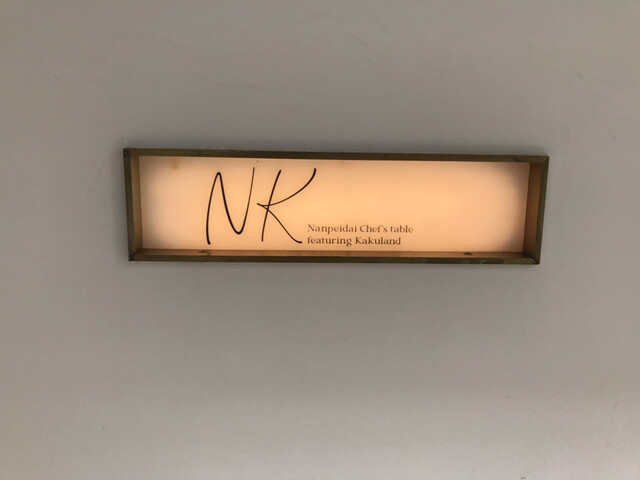 NK
Nanpeidai Chef's table
featuring Kakuland